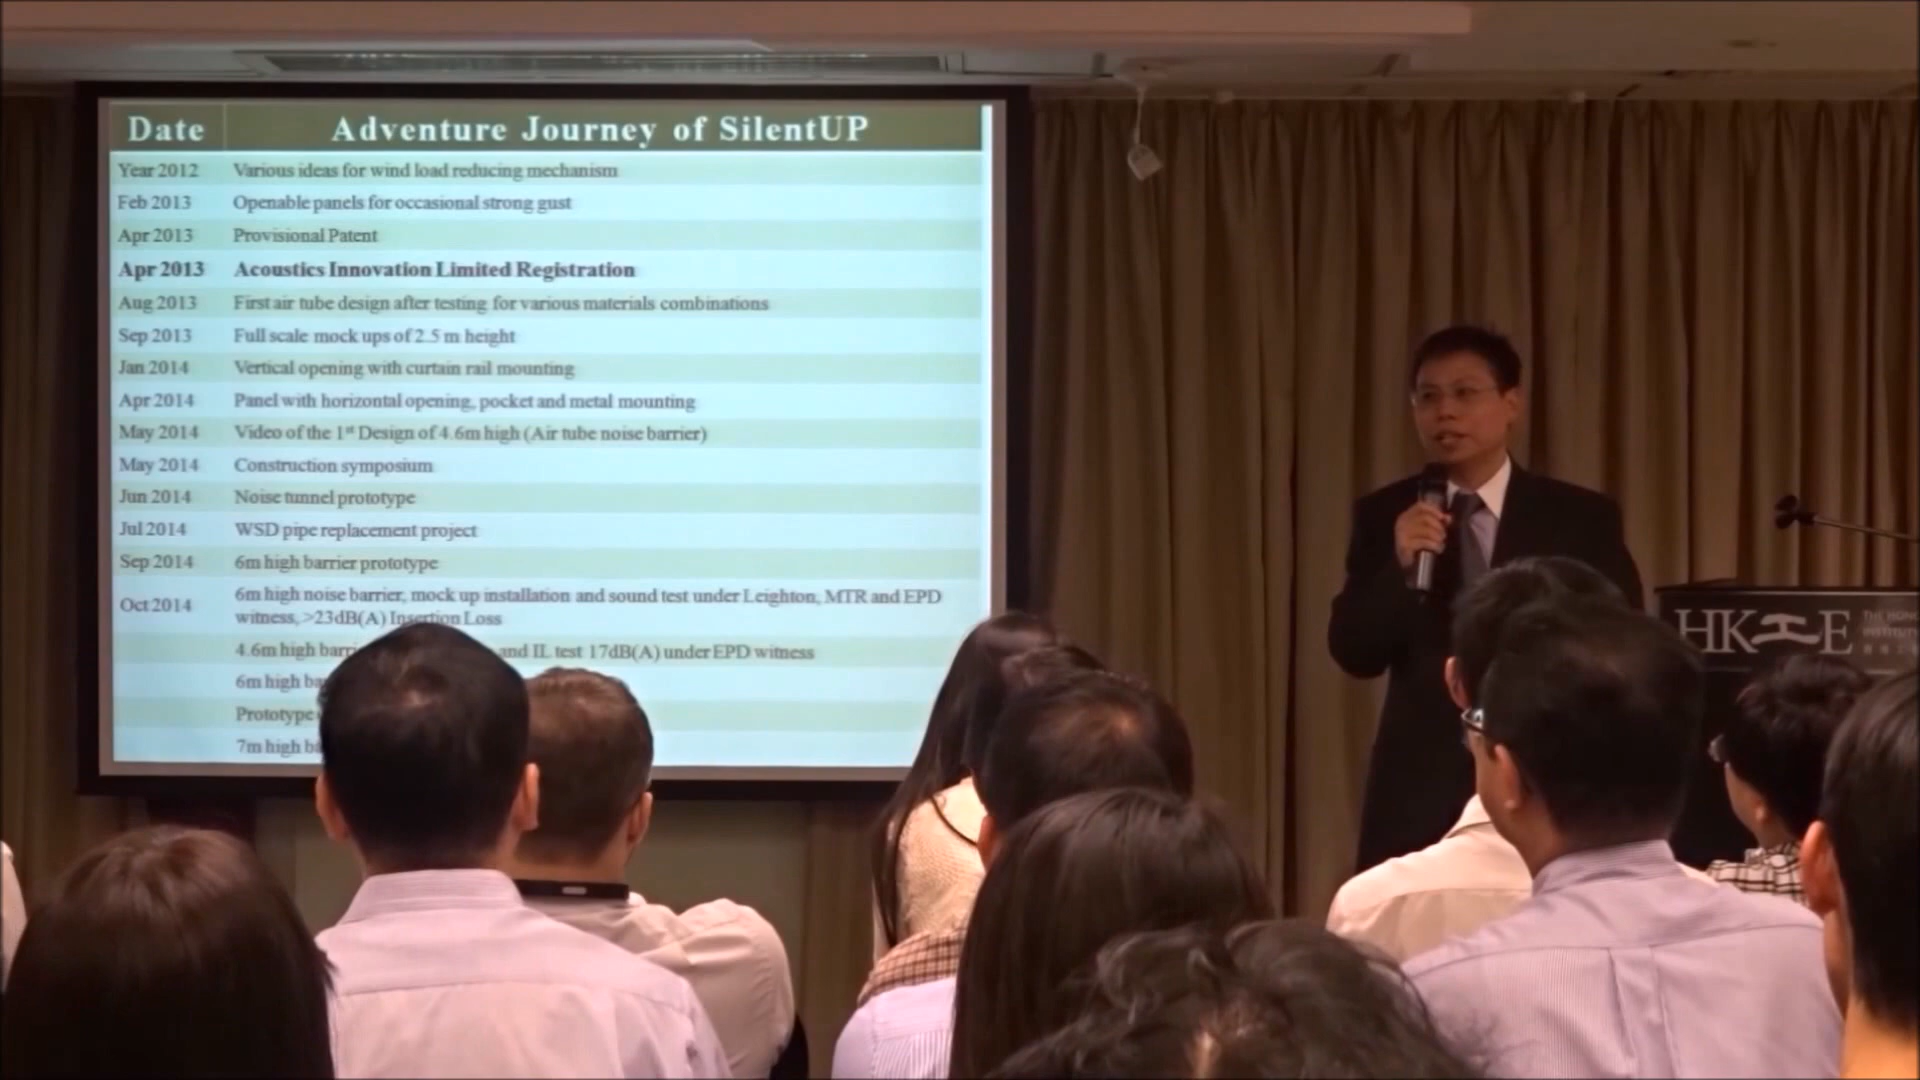 Date Adventure Journey of SilentUP
Year 2012 Various ideas for wind load reducing mechanism
Feb 2013 Openable panels for occasional strong gust
Apr 2013 Provisional Patent
Apr 2013 Acoustics Innovation Limited Registration
Aug 2013 First air tube design after testing for various materials combinations
Sep 2013 Full scale mock ups of 2.5 m height
Jan 2014 Vertical opening with curtain rail mounting
Apr 2014 Panel with horizontal opening, pocket and metal mounting
May 2014 Video of the 1st Design of 4.6m high (Air tube noise barrier)
May 2014 Construction symposium
Jun 2014 Noise tunnel prototype
Jul 2014 WSD pipe replacement project
Sep 2014 6m high barrier prototype
Oct 2014 6m high noise barrier, mock up installation and sound test under Leighton, MTR and EPD
witness, >23dB(A) Insertion Loss
4.6m high and IL test 17dB(A) under EPD witness
6m high
Prototype
7m high
HKIE
THE HONG